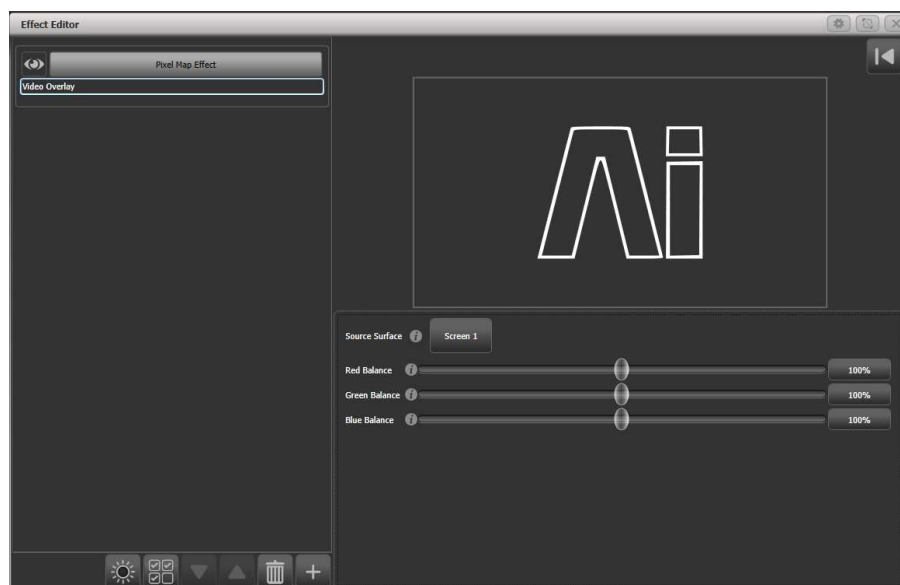 Effect Editor
Pixel Map Effect
Video Overlay
Ai
Source Surface i Screen 1
Red Balance i 100%
Green Balance i 100%
Blue Balance i 100%